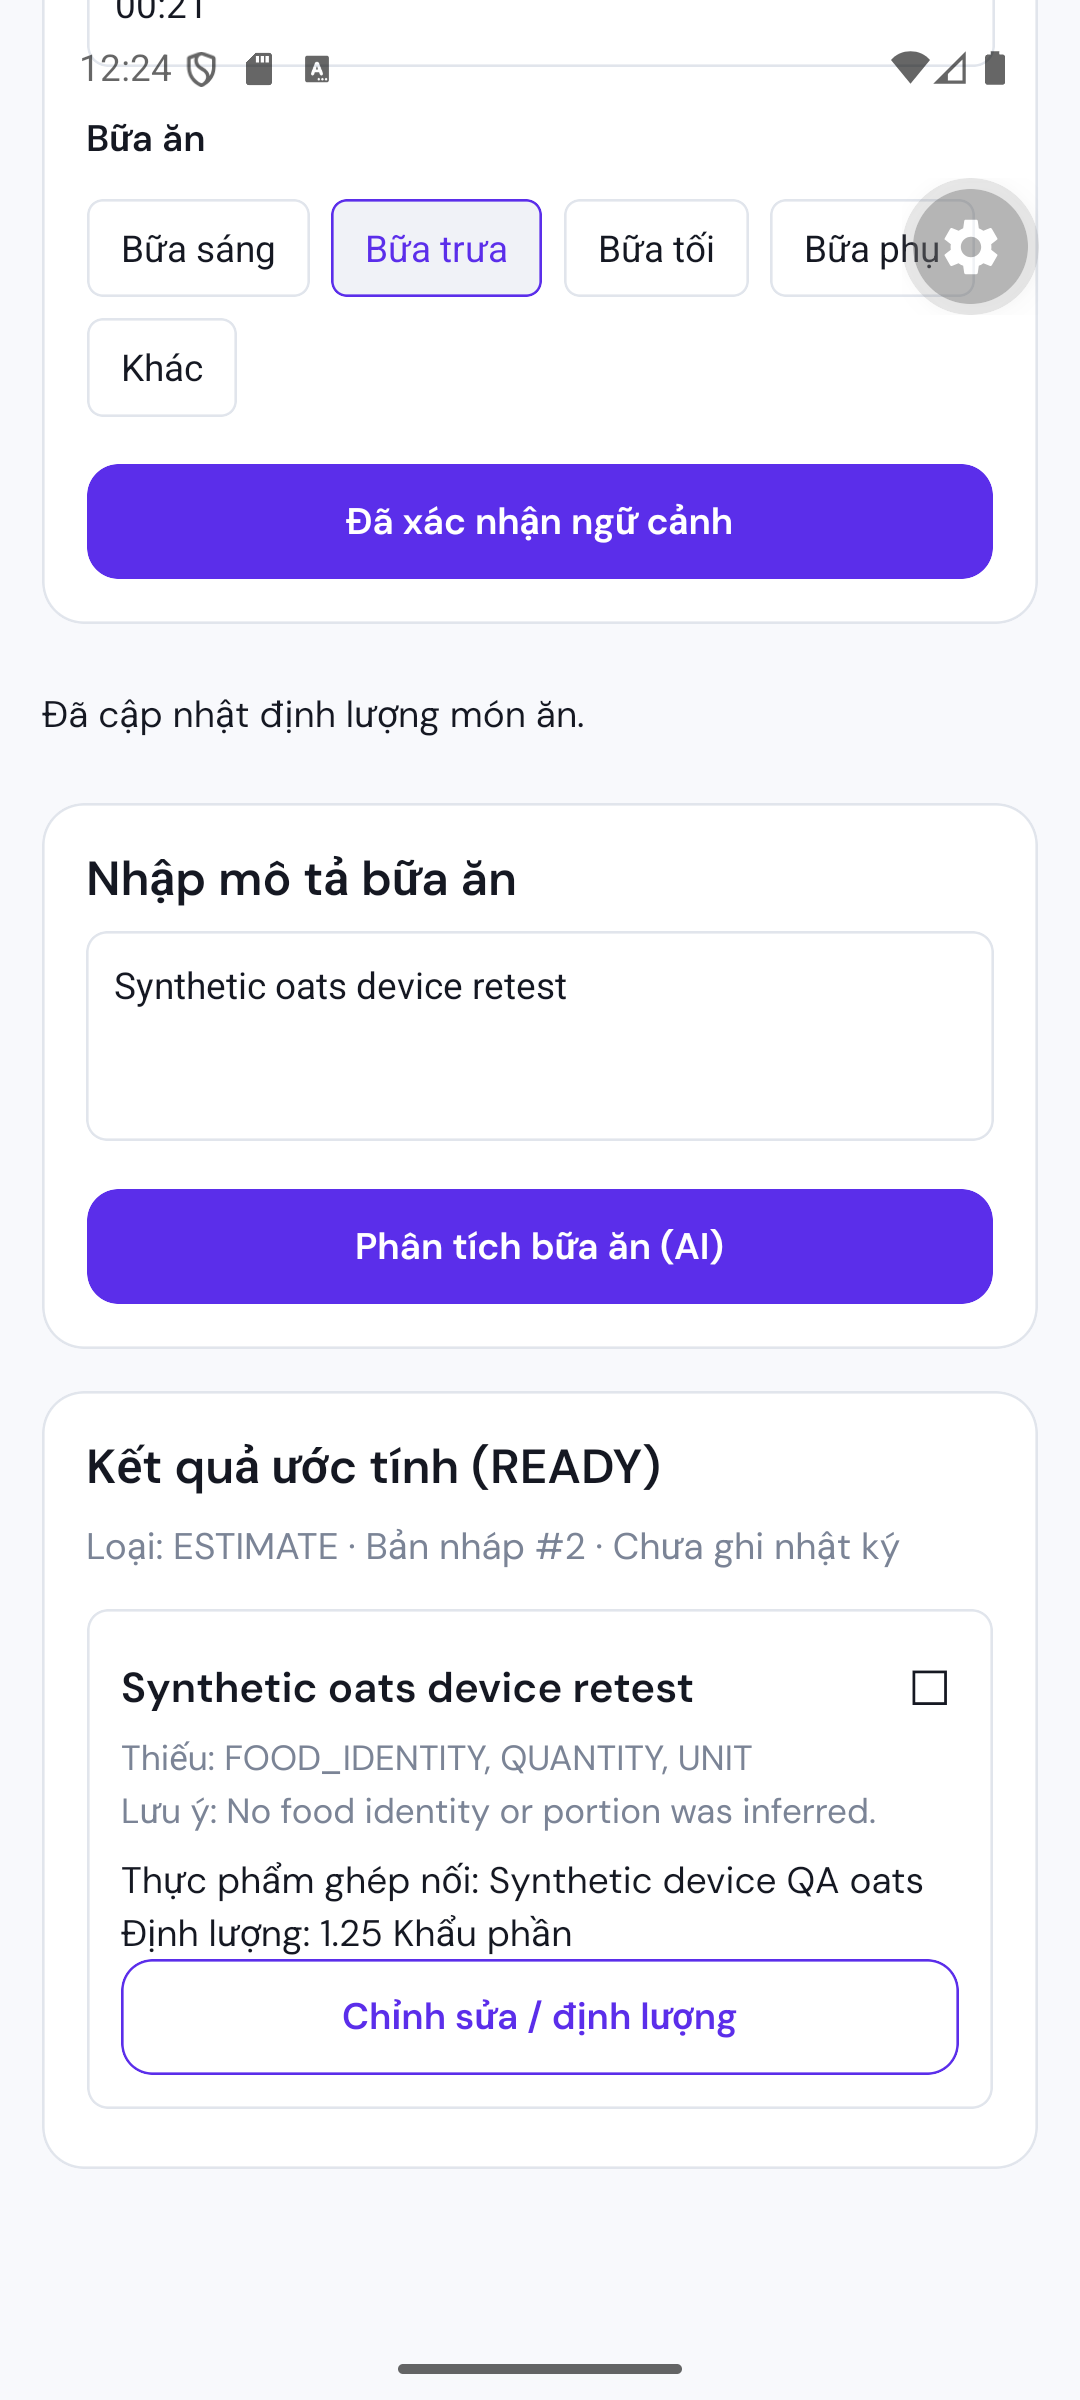 00:21
12:24
Bữa ăn
Bữa sáng
Bữa trưa
Bữa tối
Bữa phụ
Khác
Đã xác nhận ngữ cảnh
Đã cập nhật định lượng món ăn.
Nhập mô tả bữa ăn
Synthetic oats device retest
Phân tích bữa ăn (AI)
Kết quả ước tính (READY)
Loại: ESTIMATE · Bản nháp #2 · Chưa ghi nhật ký
Synthetic oats device retest
Thiếu: FOOD_IDENTITY, QUANTITY, UNIT
Lưu ý: No food identity or portion was inferred.
Thực phẩm ghép nối: Synthetic device QA oats
Định lượng: 1.25 Khẩu phần
Chỉnh sửa / định lượng